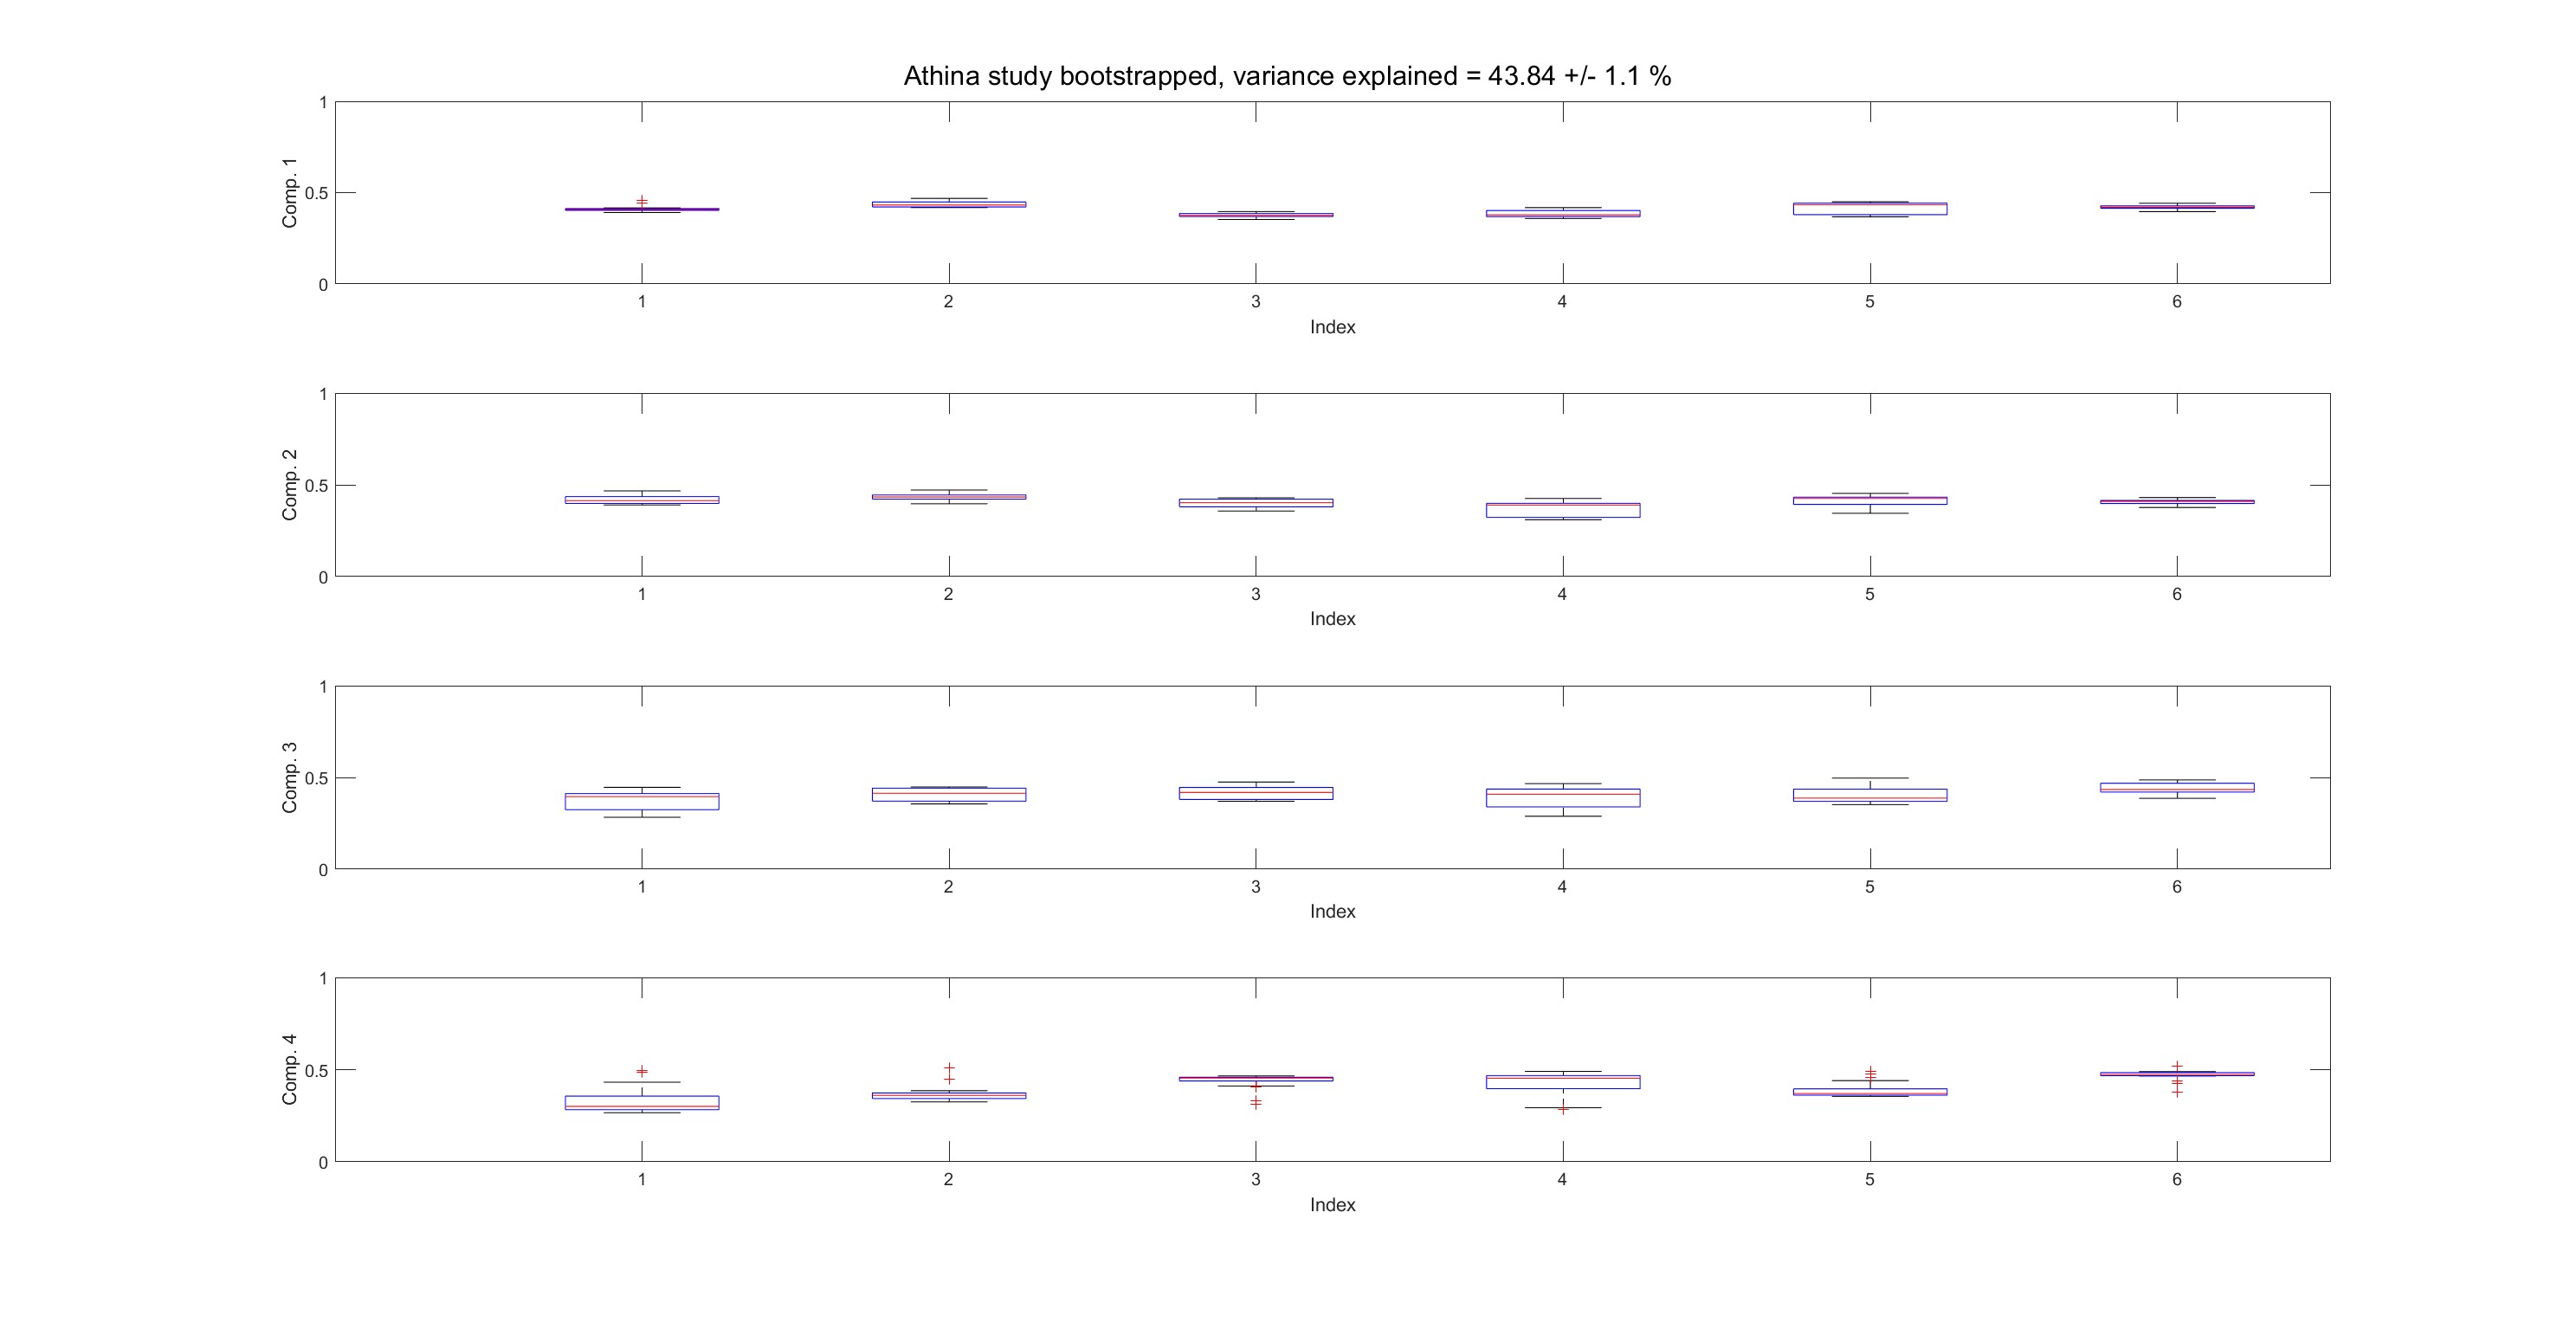 Athina study bootstrapped, variance explained = 43.84 +/- 1.1 %
1
0.5
0
Comp. 1
1 2 3 4 5 6
Index
1
0.5
0
Comp. 2
1 2 3 4 5 6
Index
1
0.5
0
Comp. 3
1 2 3 4 5 6
Index
1
0.5
0
Comp. 4
1 2 3 4 5 6
Index